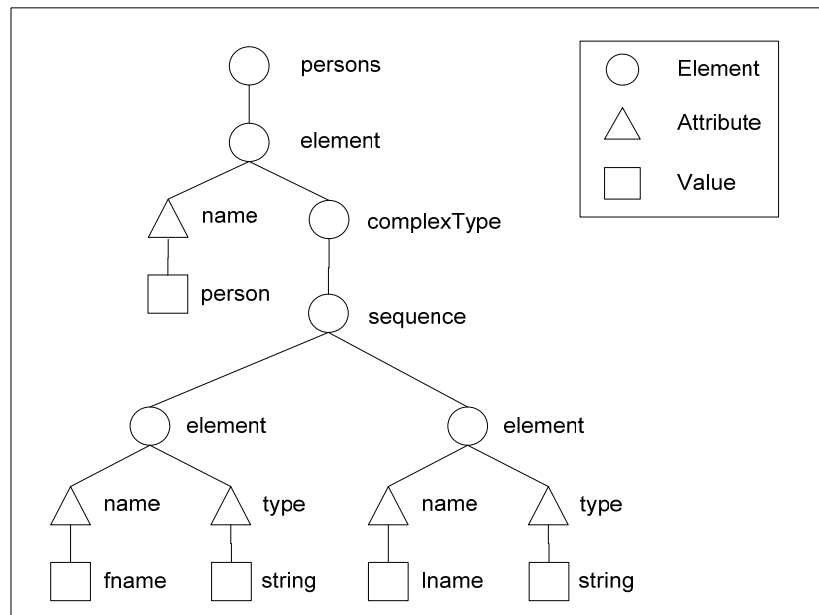 persons
Element
element
Attribute
name
complexType
Value
person
sequence
element
element
name
type
name
type
fname
string
lname
string